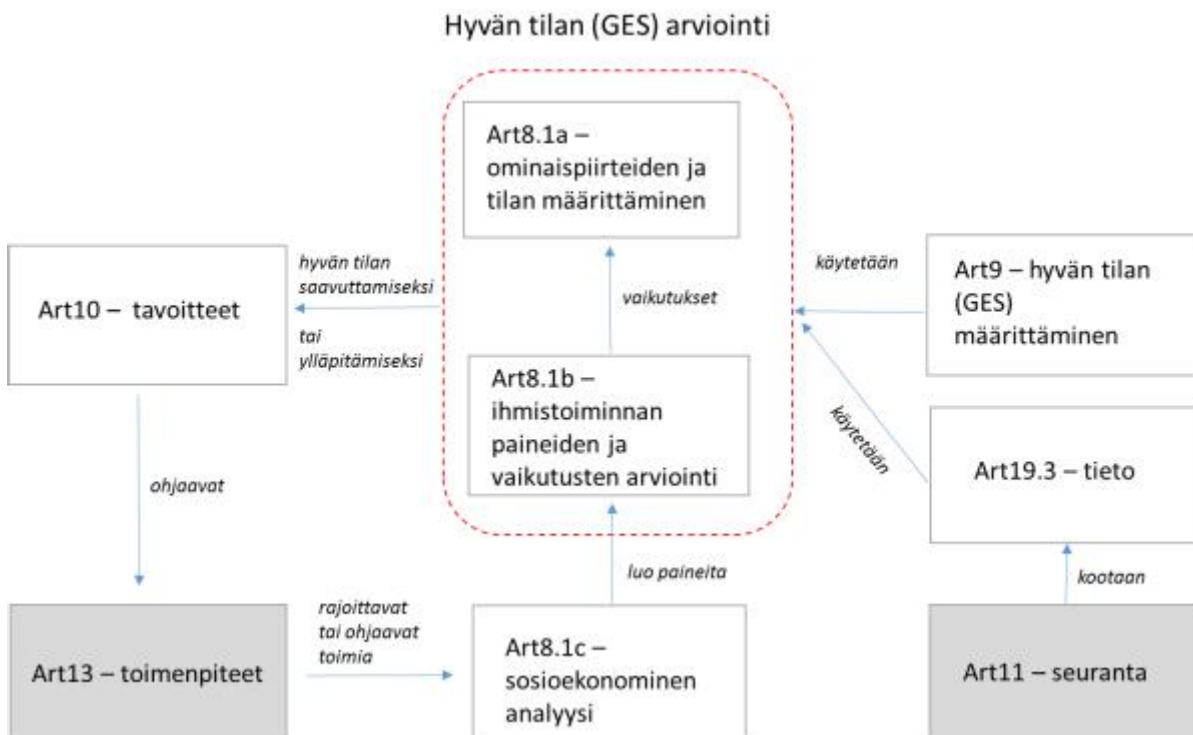 Hyvän tilan (GES) arviointi
Art8.1a –
ominaispiirteiden ja
tilan määrittäminen
hyvän tilan
saavuttamiseksi
tai
ylläpitämiseksi
Art10 – tavoitteet
vaikutukset
käytetään
Art9 – hyvän tilan
(GES)
määrittäminen
Art8.1b –
ihmistoiminnan
paineiden ja
vaikutusten arviointi
käytetään
Art19.3 – tieto
ohjaavat
luo paineita
kootaan
Art13 – toimenpiteet
rajoittavat
tai ohjaavat
toimia
Art8.1c –
sosioekonominen
analyysi
Art11 – seuranta